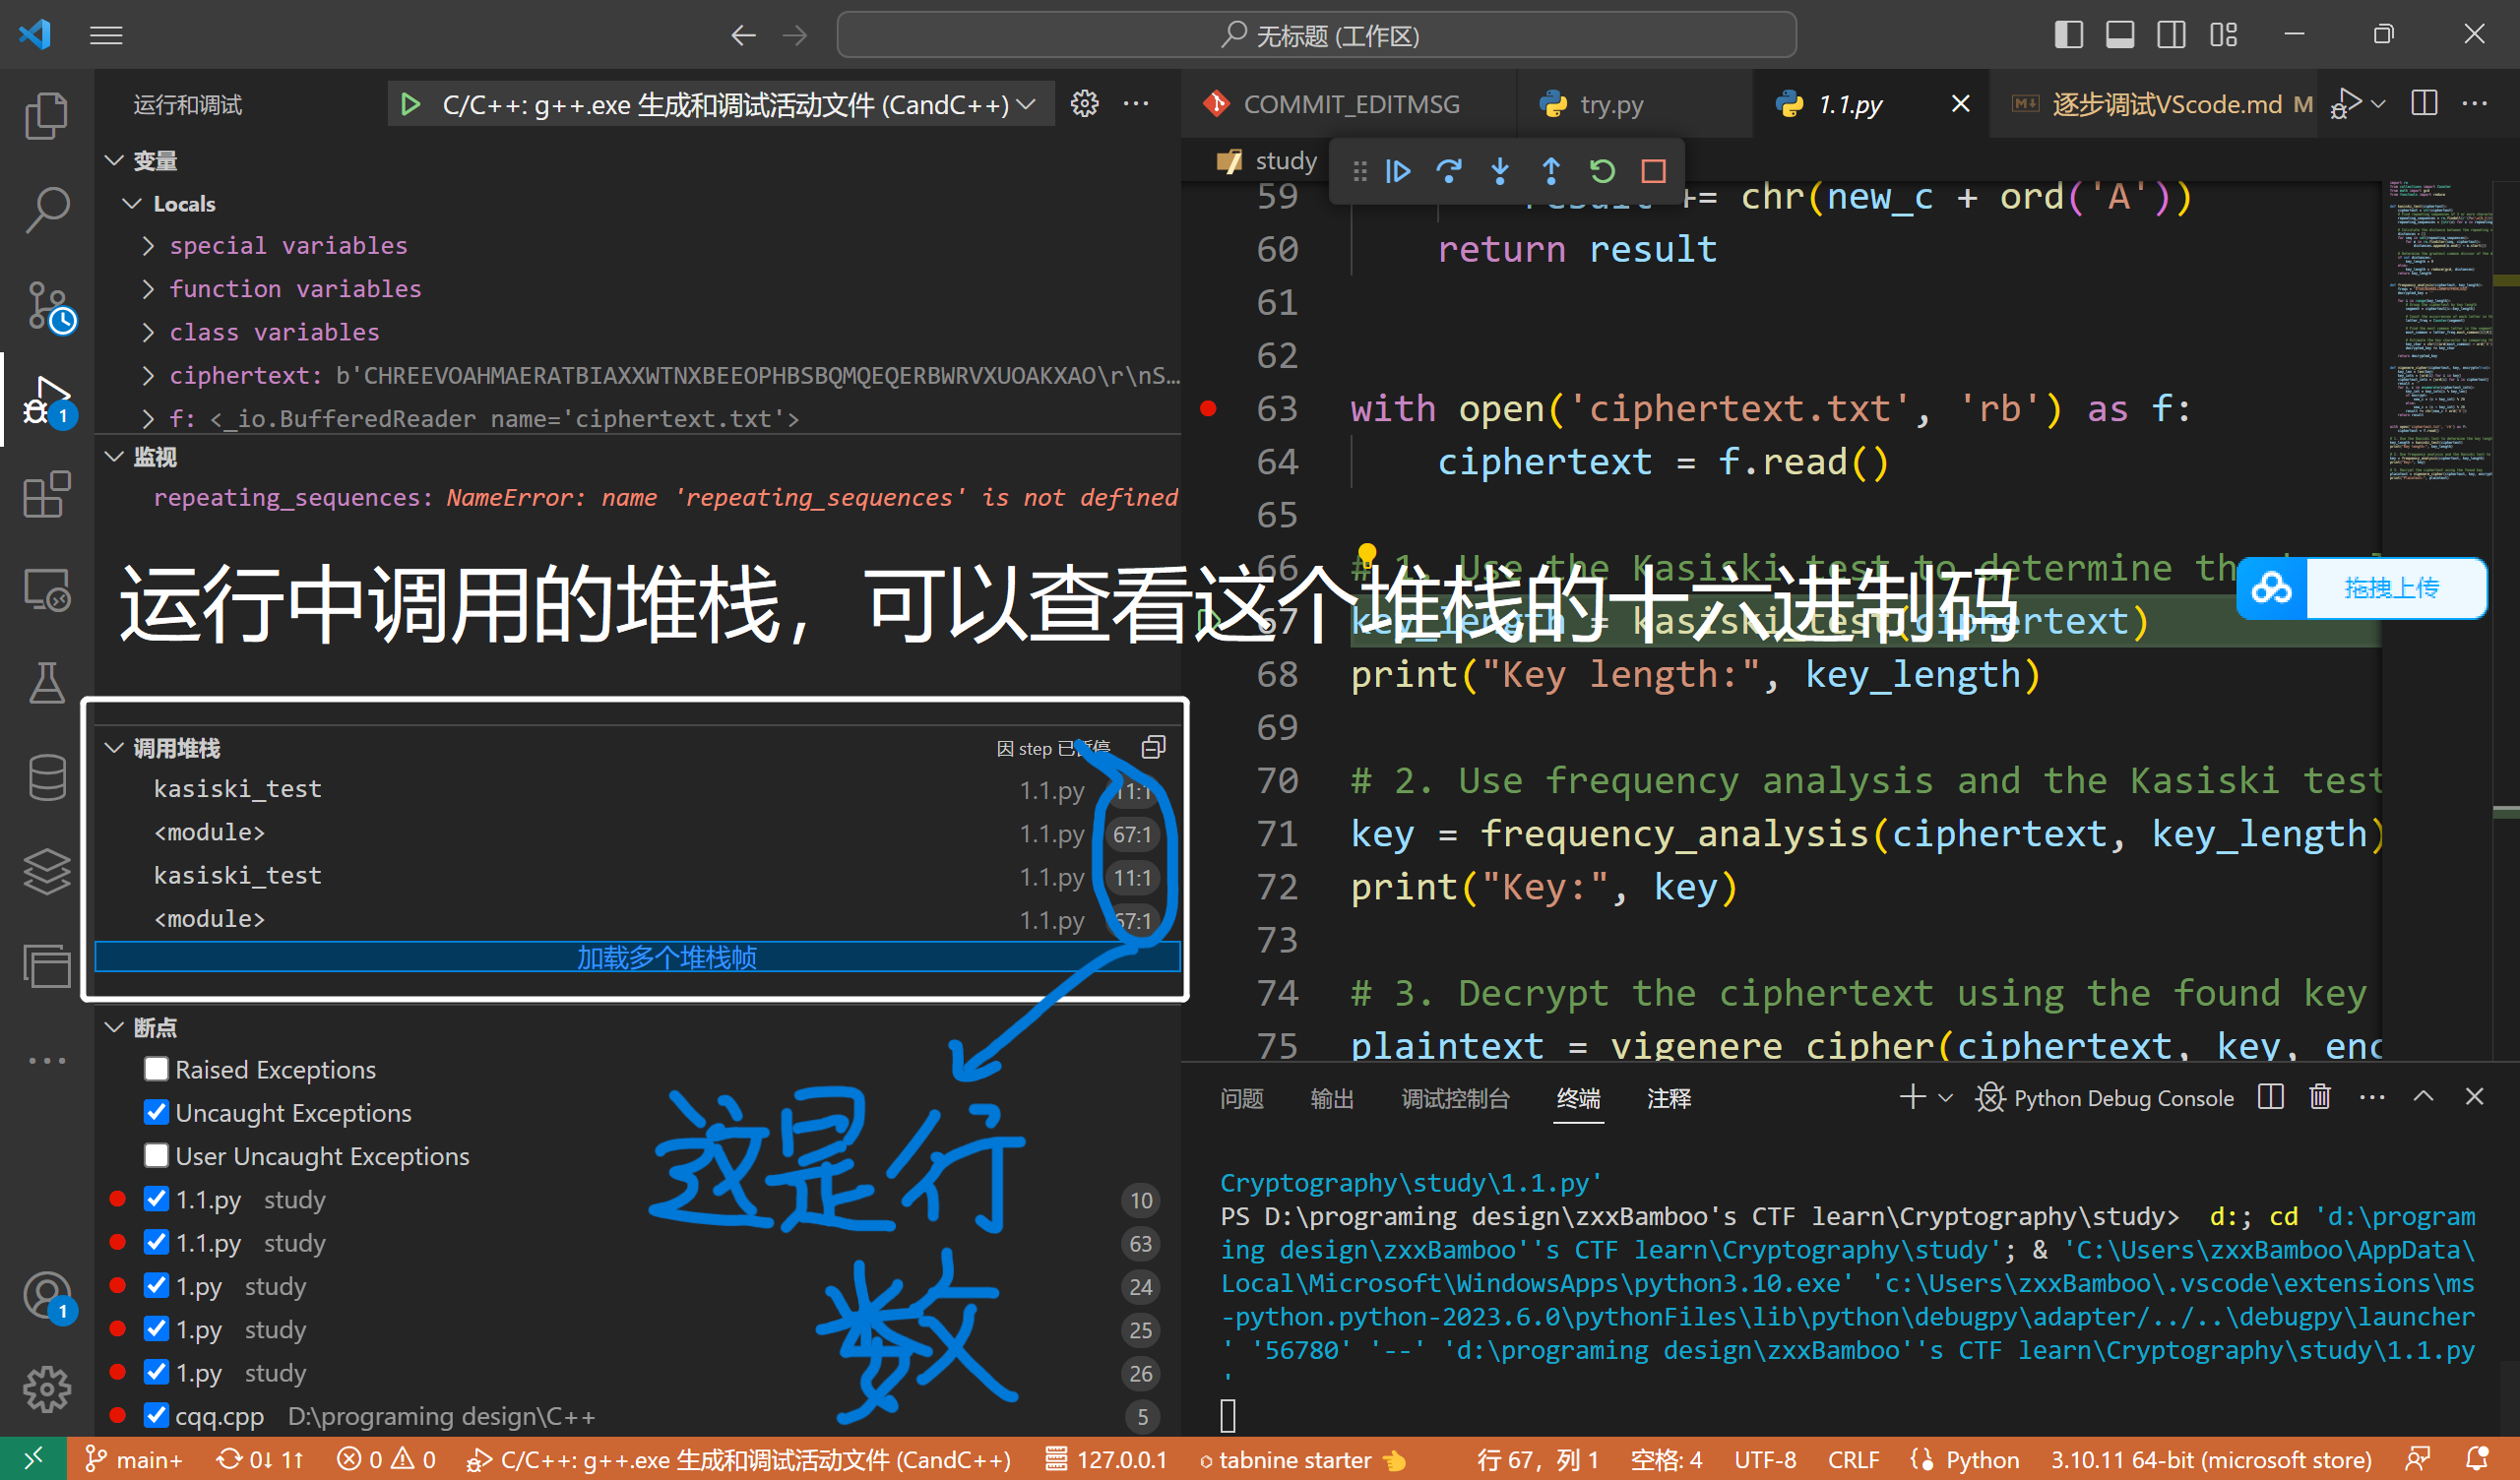 无标题 (工作区)
运行和调试
C/C++: g++.exe 生成和调试活动文件 (CandC++)
变量
Locals
special variables
function variables
class variables
ciphertext: b'CHREEVOAHMAERATBIAXXWTNXBEEOPHBSBQMQEQERBWRVXUOAKXAO\r\nS…
f: <_io.BufferedReader name='ciphertext.txt'>
监视
repeating_sequences: NameError: name 'repeating_sequences' is not defined
运行中调用的堆栈，可以查看这个堆栈的十六进制码
调用堆栈
因 step 已暂停
kasiski_test 1.1.py 11:1
<module> 1.1.py 67:1
kasiski_test 1.1.py 11:1
<module> 1.1.py 67:1
加载多个堆栈帧
这是行
数
断点
Raised Exceptions
Uncaught Exceptions
User Uncaught Exceptions
1.1.py study 10
1.1.py study 63
1.py study 24
1.py study 25
1.py study 26
cqq.cpp D:\programing design\C++ 5
COMMIT_EDITMSG
try.py
1.1.py
逐步调试VScode.md M
study
59 result += chr(new_c + ord('A'))
60 return result
61
62
63 with open('ciphertext.txt', 'rb') as f:
64 ciphertext = f.read()
65
66 # 1. Use the Kasiski test to determine the
67 key_length = kasiski_test(ciphertext)
68 print("Key length:", key_length)
69
70 # 2. Use frequency analysis and the Kasiski test
71 key = frequency_analysis(ciphertext, key_length)
72 print("Key:", key)
73
74 # 3. Decrypt the ciphertext using the found key
75 plaintext = vigenere_cipher(ciphertext, key, enc
拖拽上传
问题 输出 调试控制台 终端 注释
Python Debug Console
Cryptography\study\1.1.py'
PS D:\programing design\zxxBamboo's CTF learn\Cryptography\study> d:; cd 'd:\program
ing design\zxxBamboo''s CTF learn\Cryptography\study'; & 'C:\Users\zxxBamboo\AppData\
Local\Microsoft\WindowsApps\python3.10.exe' 'c:\Users\zxxBamboo\.vscode\extensions\ms
-python.python-2023.6.0\pythonFiles\lib\python\debugpy\adapter/../..\debugpy\launcher
' '56780' '--' 'd:\programing design\zxxBamboo''s CTF learn\Cryptography\study\1.1.py
'
main+ 0↓ 1↑ 0 0 C/C++: g++.exe 生成和调试活动文件 (CandC++) 127.0.0.1 tabnine starter 行 67，列 1 空格: 4 UTF-8 CRLF Python 3.10.11 64-bit (microsoft store)